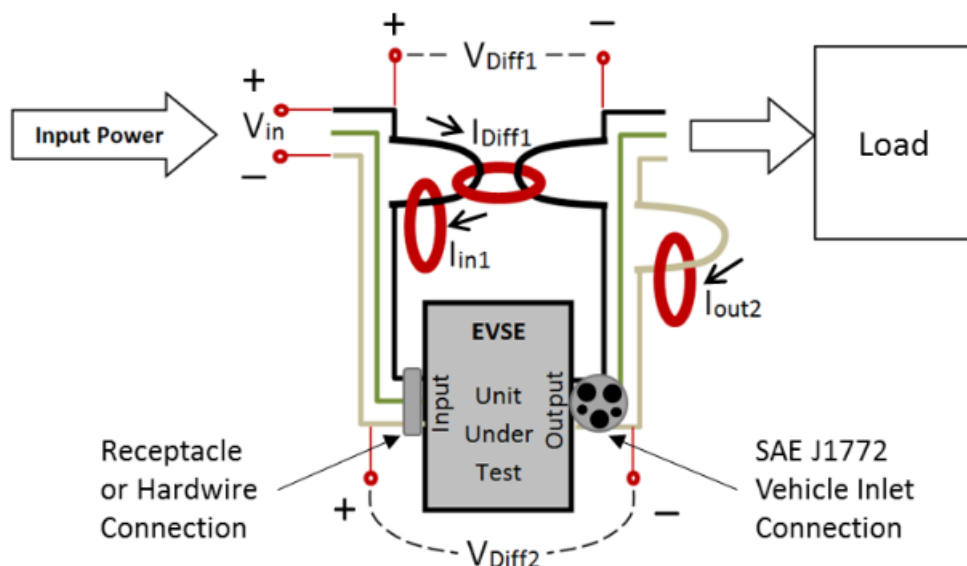 +
−
VDiff1
+
Input Power
Vin
−
IDiff1
Load
Iin1
Iout2
EVSE
Input
Unit
Under
Test
Output
Receptacle
or Hardwire
Connection
SAE J1772
Vehicle Inlet
Connection
+
−
VDiff2